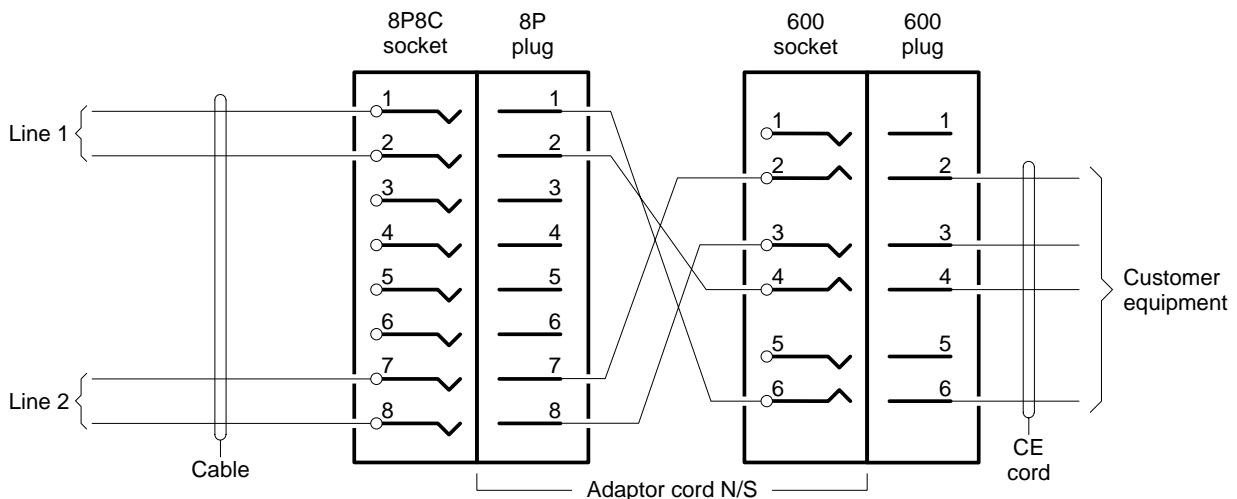 8P8C
socket
8P
plug
600
socket
600
plug
1
2
3
4
5
6
7
8
1
2
3
4
5
6
7
8
1
2
3
4
5
6
1
2
3
4
5
6
Line 1
Line 2
Cable
Customer
equipment
CE
cord
Adaptor cord N/S